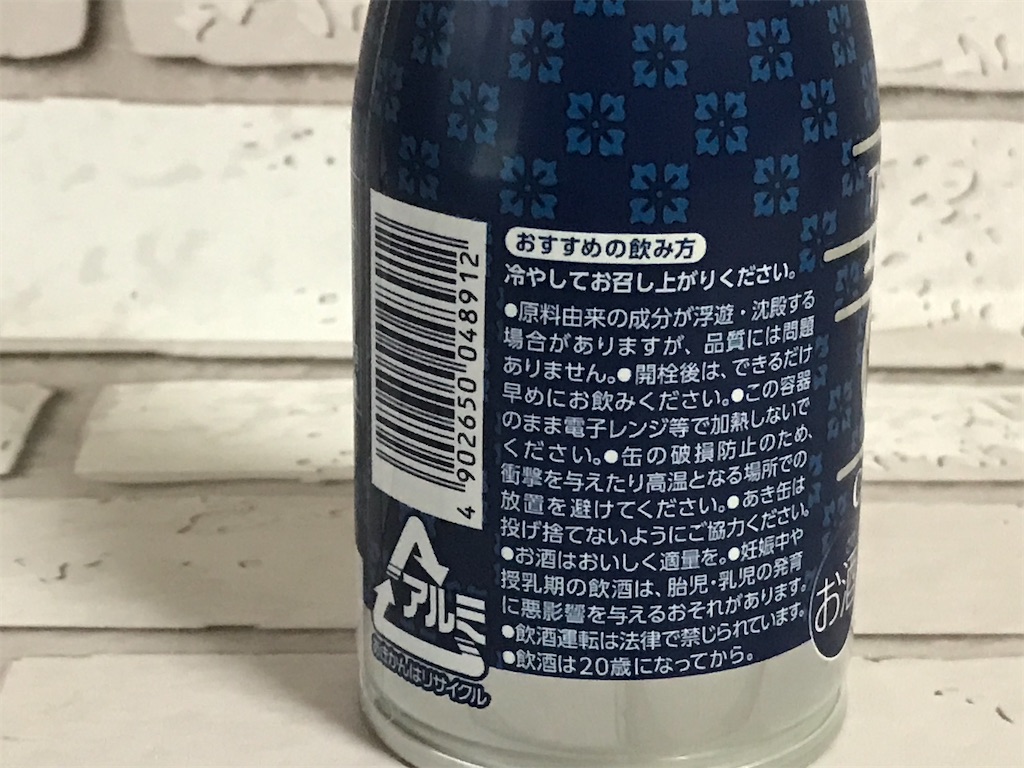 おすすめの飲み方
冷やしてお召し上がりください。
●原料由来の成分が浮遊・沈殿する
場合がありますが、品質には問題
ありません。●開栓後は、できるだけ
早めにお飲みください。●この容器
のまま電子レンジ等で加熱しないで
ください。●缶の破損防止のため、
衝撃を与えたり高温となる場所での
放置を避けてください。●あき缶は
投げ捨てないようにご協力ください。
●お酒はおいしく適量を。●妊娠中や
授乳期の飲酒は、胎児・乳児の発育
に悪影響を与えるおそれがあります。
●飲酒運転は法律で禁じられています。
●飲酒は20歳になってから。
4 902650 048912
アルミ
あきかんはリサイクル
お酒